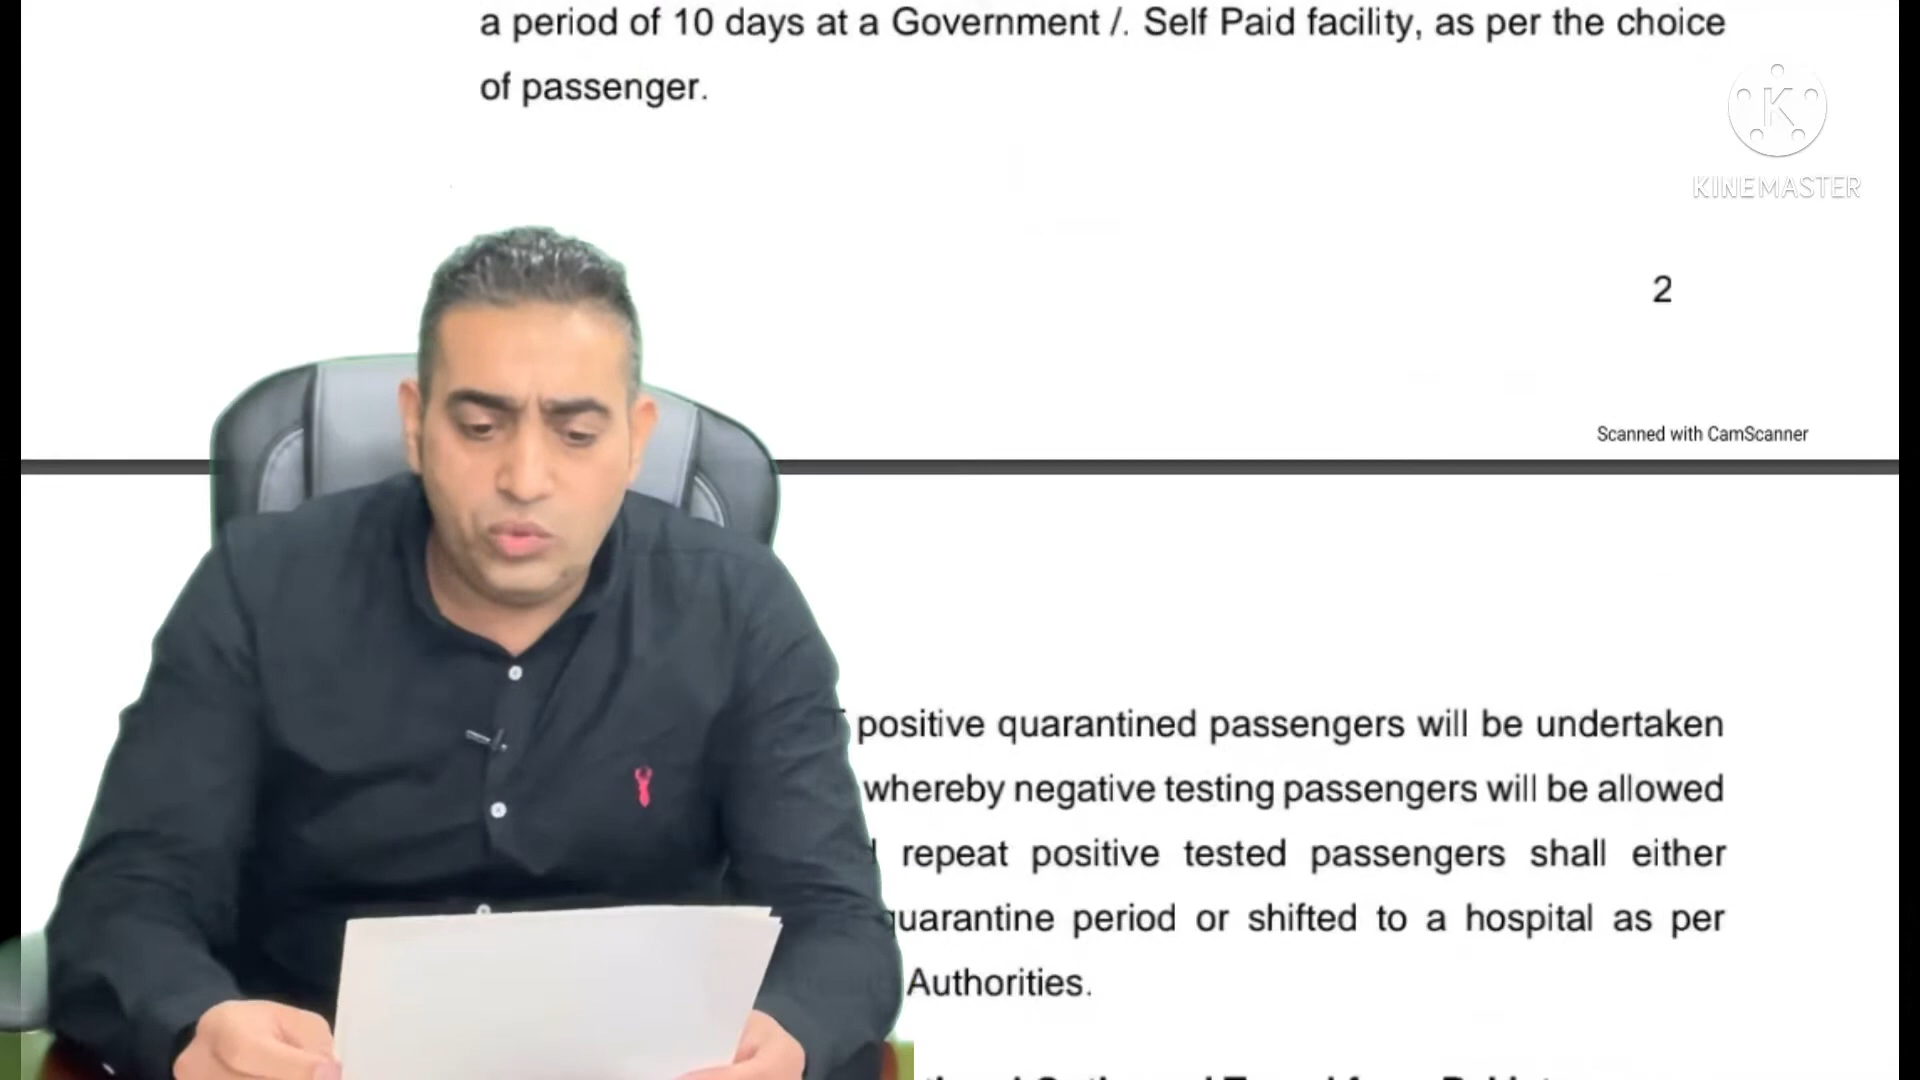 a period of 10 days at a Government /. Self Paid facility, as per the choice
of passenger.
K
KINEMASTER
2
Scanned with CamScanner
positive quarantined passengers will be undertaken
whereby negative testing passengers will be allowed
repeat positive tested passengers shall either
quarantine period or shifted to a hospital as per
Authorities.